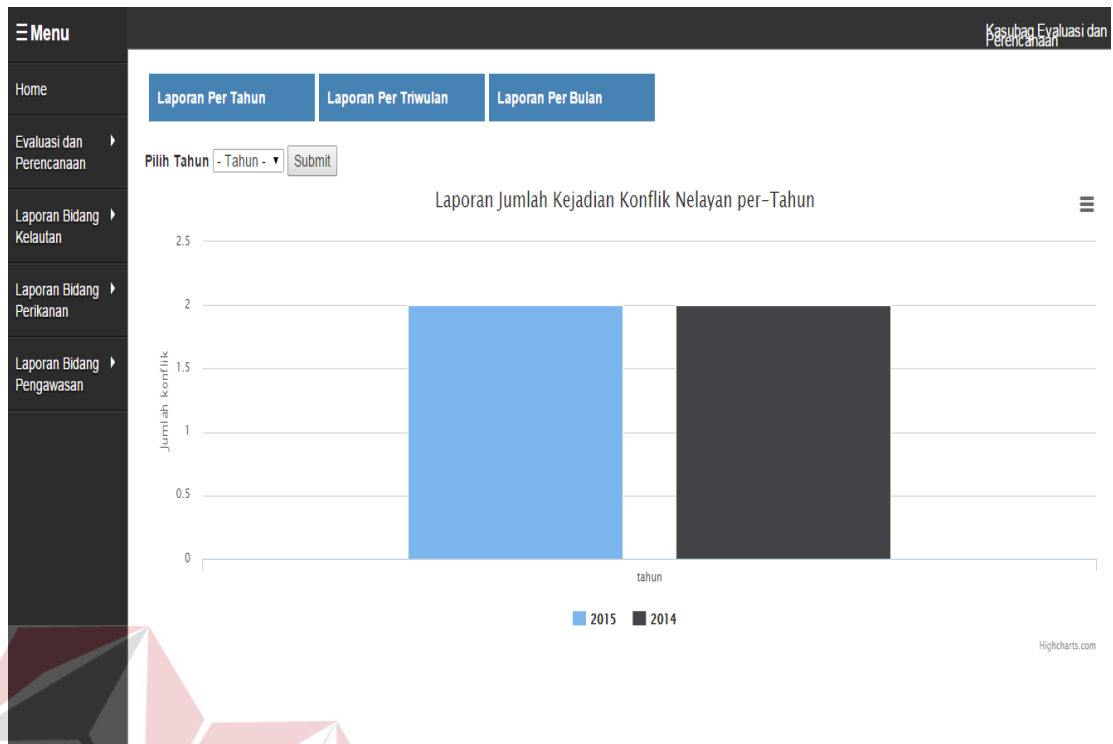 Menu
Kasubag Evaluasi dan
Perencanaan
Home
Evaluasi dan
Perencanaan
Laporan Bidang
Kelautan
Laporan Bidang
Perikanan
Laporan Bidang
Pengawasan
Laporan Per Tahun
Laporan Per Triwulan
Laporan Per Bulan
Pilih Tahun - Tahun - Submit
Laporan Jumlah Kejadian Konflik Nelayan per-Tahun
2.5
2
1.5
1
0.5
0
Jumlah konflik
tahun
2015 2014
Highcharts.com